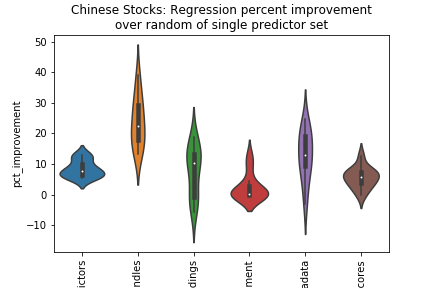 Chinese Stocks: Regression percent improvement
over random of single predictor set
50
40
30
20
10
0
−10
pct_improvement
ictors
ndles
dings
ment
adata
cores